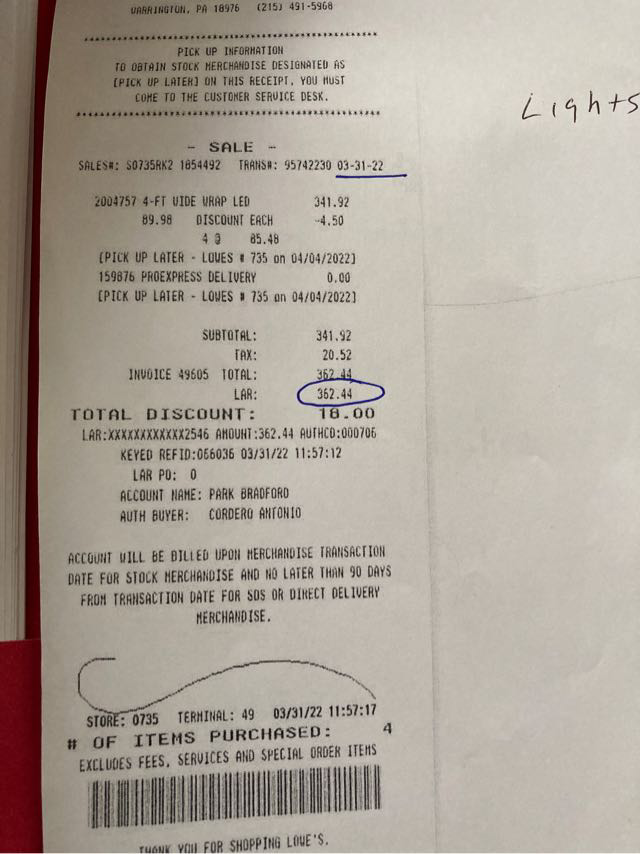 WARRINGTON, PA 18976 (215) 491-5968
****************************************
PICK UP INFORMATION
TO OBTAIN STOCK MERCHANDISE DESIGNATED AS
[PICK UP LATER] ON THIS RECEIPT, YOU MUST
COME TO THE CUSTOMER SERVICE DESK.
****************************************
Lights
- SALE -
SALES#: S0735RK2 1854492 TRANS#: 95742230 03-31-22
2004757 4-FT WIDE WRAP LED 341.92
89.98 DISCOUNT EACH -4.50
4 @ 85.48
[PICK UP LATER - LOWES # 735 on 04/04/2022]
159876 PROEXPRESS DELIVERY 0.00
[PICK UP LATER - LOWES # 735 on 04/04/2022]
SUBTOTAL: 341.92
TAX: 20.52
INVOICE 49605 TOTAL: 362.44
LAR: 362.44
TOTAL DISCOUNT: 18.00
LAR:XXXXXXXXXXXX2546 AMOUNT:362.44 AUTHCD:000706
KEYED REFID:066036 03/31/22 11:57:12
LAR PO: 0
ACCOUNT NAME: PARK BRADFORD
AUTH BUYER: CORDERO ANTONIO
ACCOUNT WILL BE BILLED UPON MERCHANDISE TRANSACTION
DATE FOR STOCK MERCHANDISE AND NO LATER THAN 90 DAYS
FROM TRANSACTION DATE FOR SOS OR DIRECT DELIVERY
MERCHANDISE.
STORE: 0735 TERMINAL: 49 03/31/22 11:57:17
# OF ITEMS PURCHASED: 4
EXCLUDES FEES, SERVICES AND SPECIAL ORDER ITEMS
THANK YOU FOR SHOPPING LOWE'S.